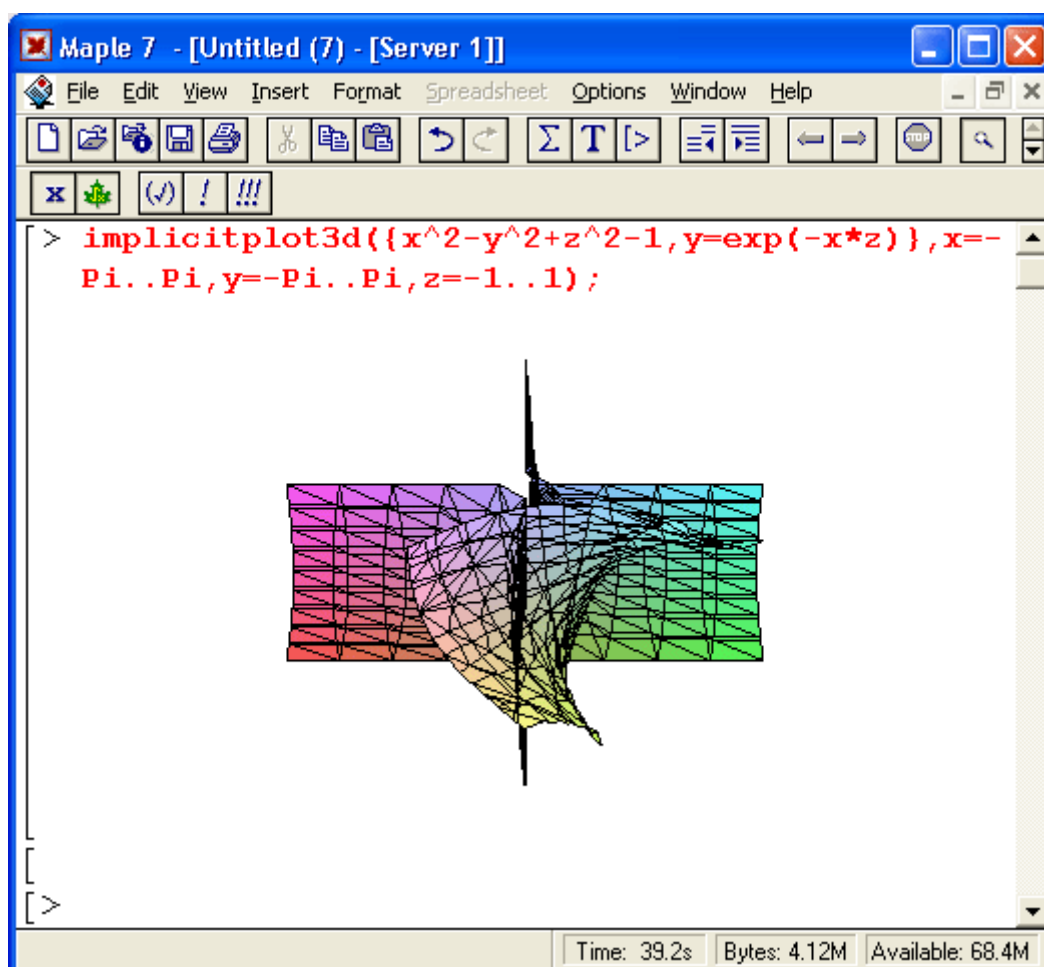 Maple 7 - [Untitled (7) - [Server 1]]
File Edit View Insert Format Spreadsheet Options Window Help
Σ T [>
STOP
x (√) ! !!!
[ > implicitplot3d({x^2-y^2+z^2-1,y=exp(-x*z)},x=-
Pi..Pi,y=-Pi..Pi,z=-1..1);
[
[ >
Time: 39.2s Bytes: 4.12M Available: 68.4M